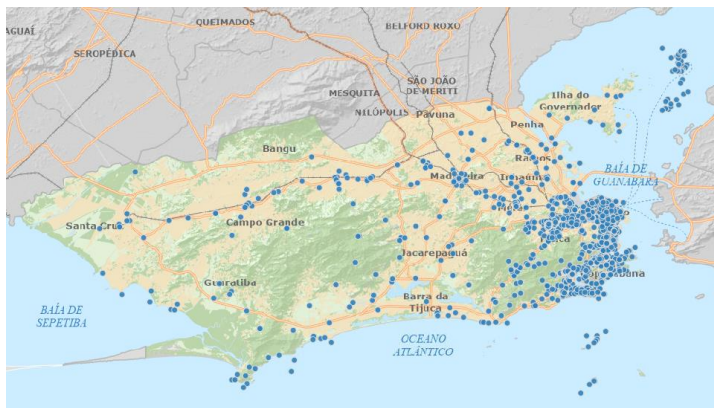 QUEIMADOS
BELFORD ROXO
AGUAÍ
SEROPÉDICA
SÃO JOÃO
DE MERITI
MESQUITA
NILÓPOLIS
Pavuna
Ilha do
Governador
Penha
Bangu
Ramos
BAÍA DE
GUANABARA
Santa Cruz
Campo Grande
Jacarepaguá
Guaratiba
Barra da
Tijuca
BAÍA DE
SEPETIBA
OCEANO
ATLÂNTICO